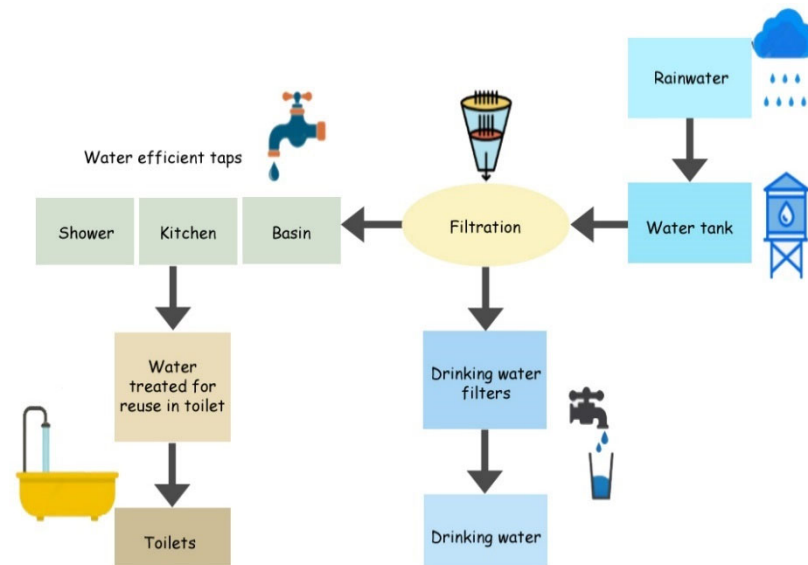 Rainwater
Water efficient taps
Shower
Kitchen
Basin
Filtration
Water tank
Water
treated for
reuse in toilet
Drinking water
filters
Toilets
Drinking water